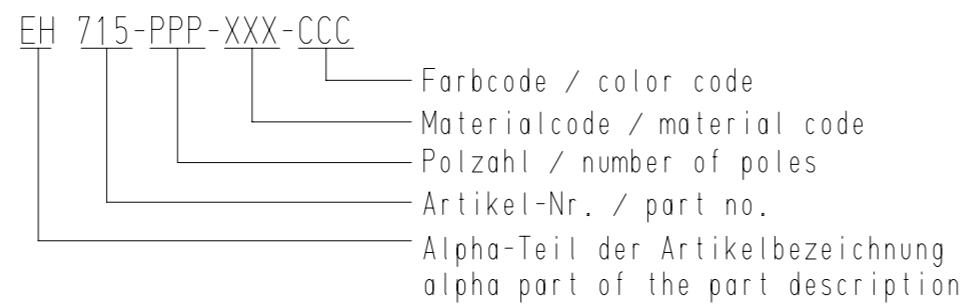 EH 715-PPP-XXX-CCC
Farbcode / color code
Materialcode / material code
Polzahl / number of poles
Artikel-Nr. / part no.
Alpha-Teil der Artikelbezeichnung
alpha part of the part description